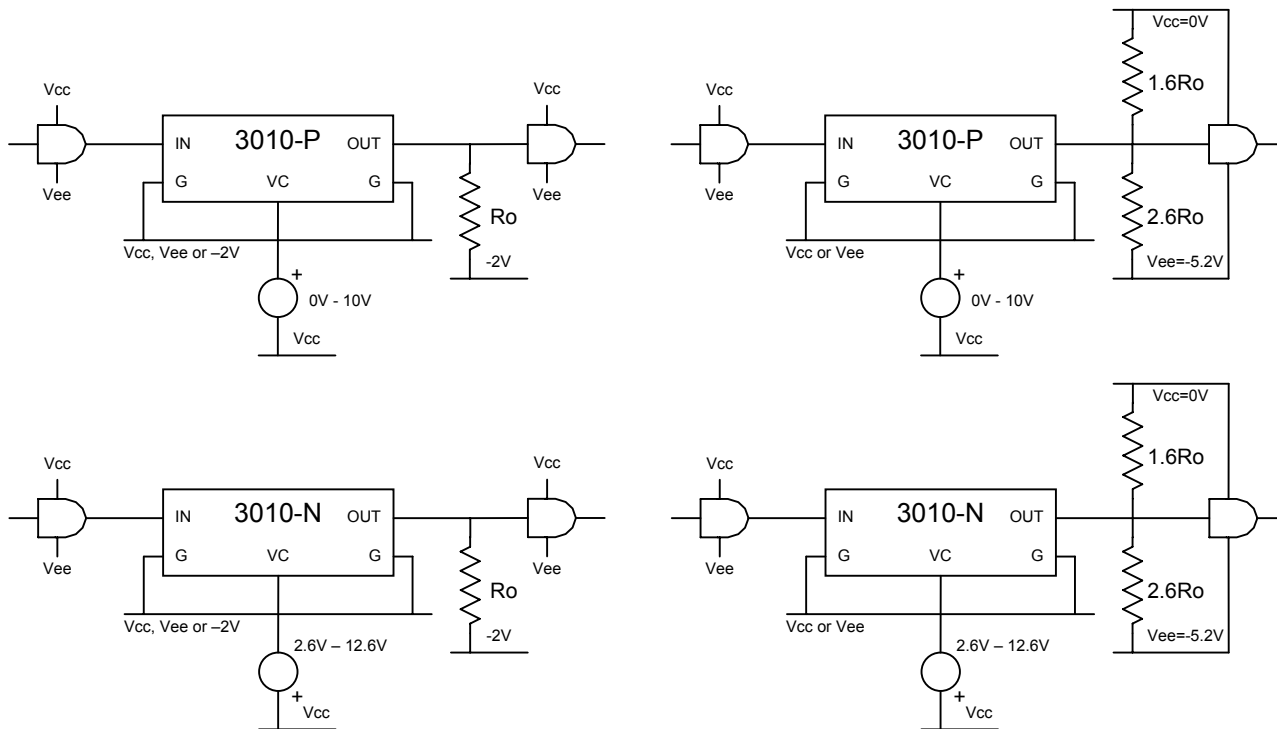 Vcc
Vee
IN
3010-P
OUT
G
VC
G
Vcc
Vee
Ro
-2V
Vcc, Vee or –2V
+
0V - 10V
Vcc
Vcc
Vee
IN
3010-P
OUT
G
VC
G
Vcc=0V
1.6Ro
2.6Ro
Vee=-5.2V
Vcc or Vee
+
0V - 10V
Vcc
Vcc
Vee
IN
3010-N
OUT
G
VC
G
Vcc
Vee
Ro
-2V
Vcc, Vee or –2V
2.6V – 12.6V
+
Vcc
Vcc
Vee
IN
3010-N
OUT
G
VC
G
Vcc=0V
1.6Ro
2.6Ro
Vee=-5.2V
Vcc or Vee
2.6V – 12.6V
+
Vcc